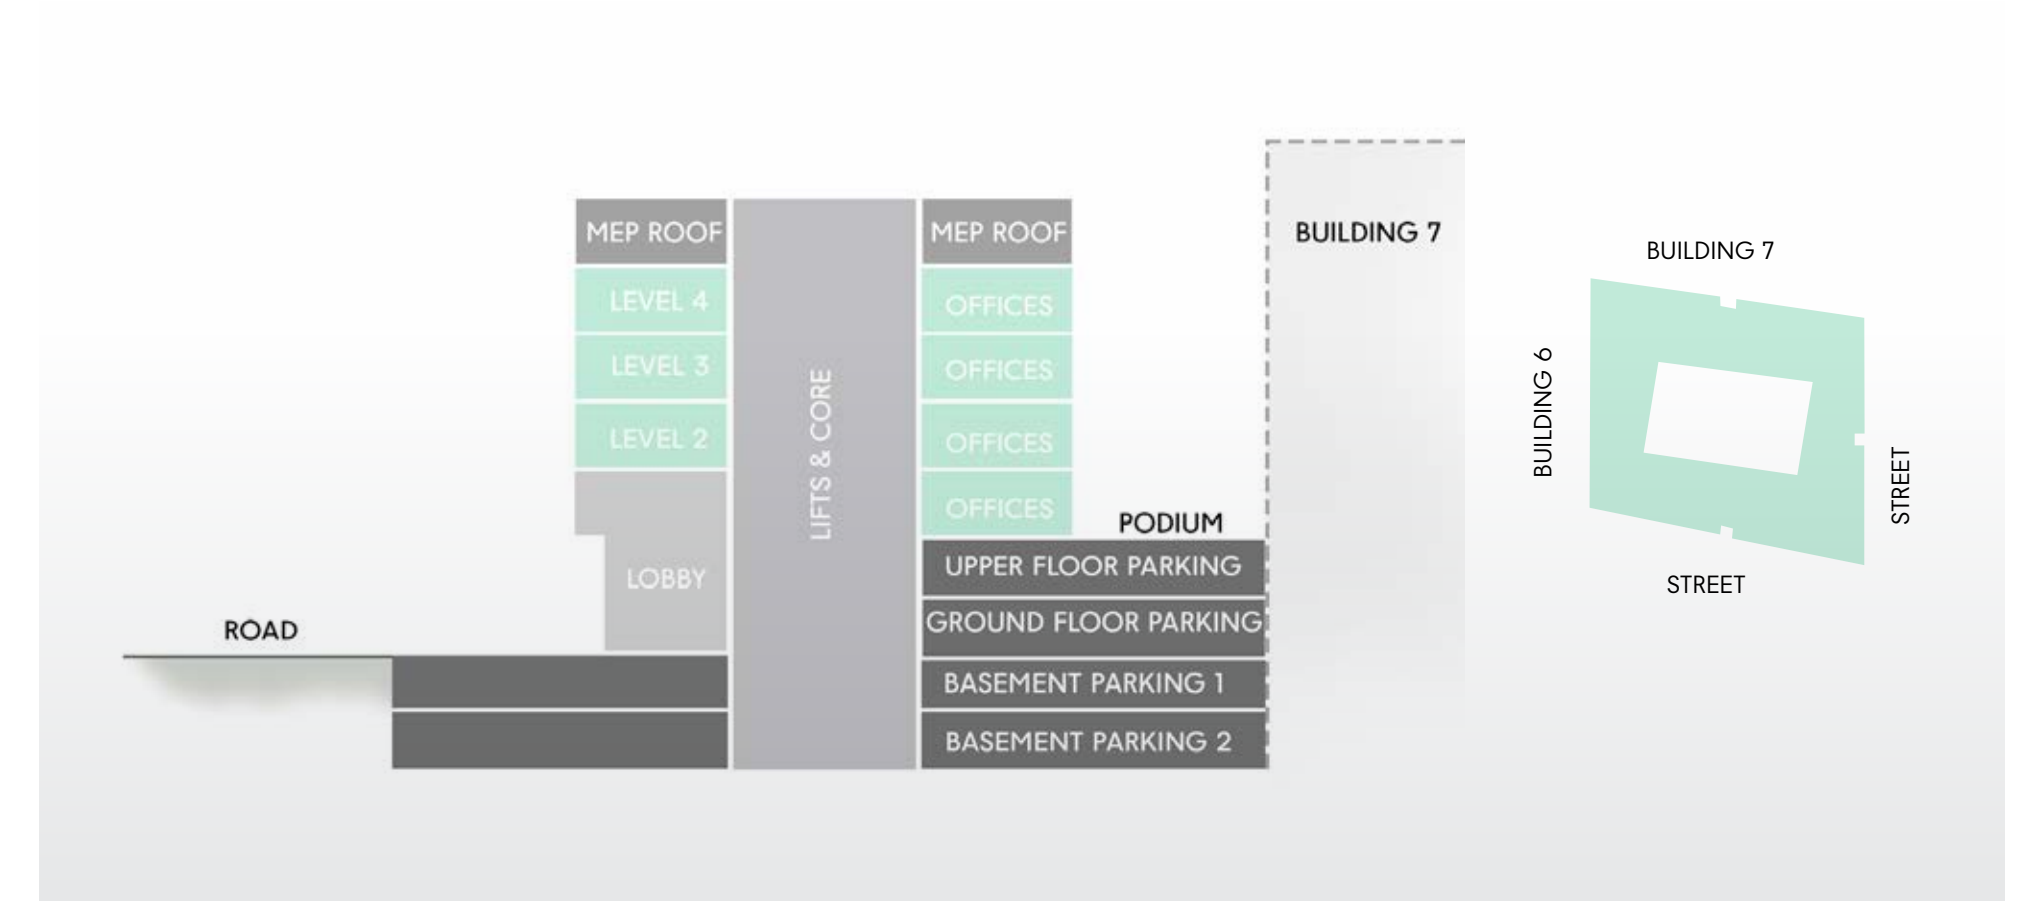 MEP ROOF
MEP ROOF
BUILDING 7
BUILDING 7
LEVEL 4
OFFICES
LEVEL 3
OFFICES
BUILDING 6
LEVEL 2
OFFICES
LIFTS & CORE
OFFICES
STREET
PODIUM
UPPER FLOOR PARKING
LOBBY
STREET
GROUND FLOOR PARKING
ROAD
BASEMENT PARKING 1
BASEMENT PARKING 2